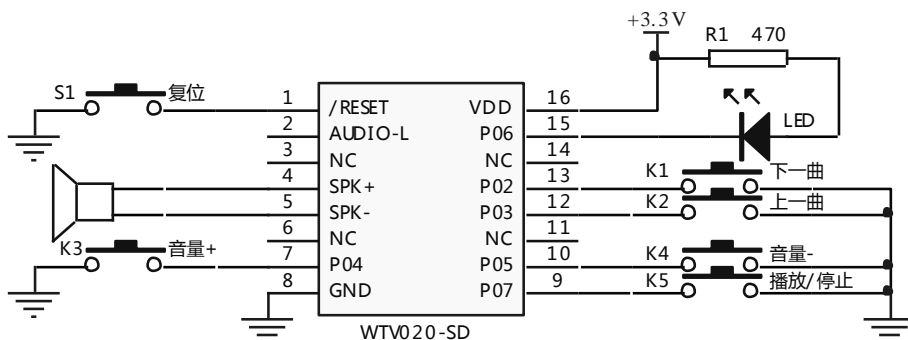 +3.3V
R1 470
S1 复位
1 /RESET VDD 16
2 AUDIO-L P06 15 LED
3 NC NC 14
4 SPK+ P02 13 K1 下一曲
5 SPK- P03 12 K2 上一曲
6 NC NC 11
K3 音量+ 7 P04 P05 10 K4 音量-
8 GND P07 9 K5 播放/停止
WTV020-SD